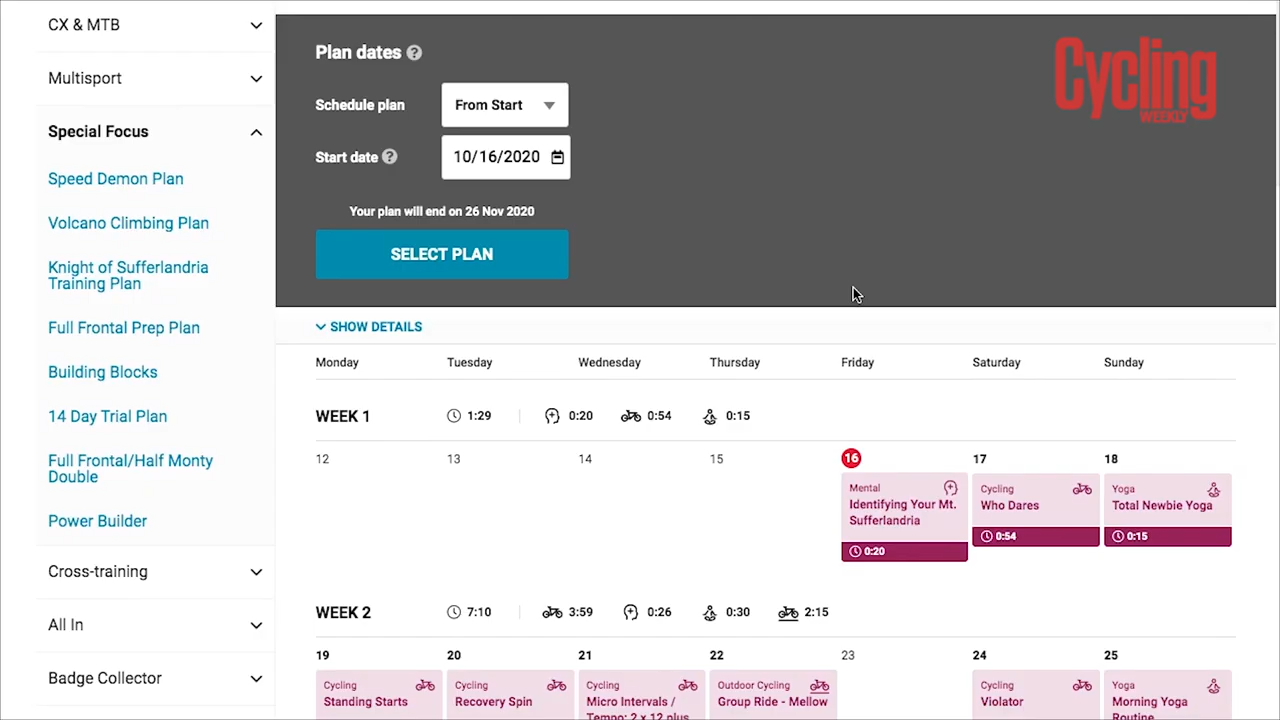 CX & MTB
Multisport
Special Focus
Speed Demon Plan
Volcano Climbing Plan
Knight of Sufferlandria
Training Plan
Full Frontal Prep Plan
Building Blocks
14 Day Trial Plan
Full Frontal/Half Monty
Double
Power Builder
Cross-training
All In
Badge Collector
Plan dates ?
Schedule plan From Start
Start date ? 10/16/2020
Your plan will end on 26 Nov 2020
SELECT PLAN
Cycling
WEEKLY
SHOW DETAILS
Monday Tuesday Wednesday Thursday Friday Saturday Sunday
WEEK 1 1:29 0:20 0:54 0:15
12 13 14 15 16 17 18
Mental
Identifying Your Mt.
Sufferlandria
0:20
Cycling
Who Dares
0:54
Yoga
Total Newbie Yoga
0:15
WEEK 2 7:10 3:59 0:26 0:30 2:15
19 20 21 22 23 24 25
Cycling
Standing Starts
Cycling
Recovery Spin
Cycling
Micro Intervals /
Tempo: 2 x 12 plus
Outdoor Cycling
Group Ride - Mellow
Cycling
Violator
Yoga
Morning Yoga
Routine